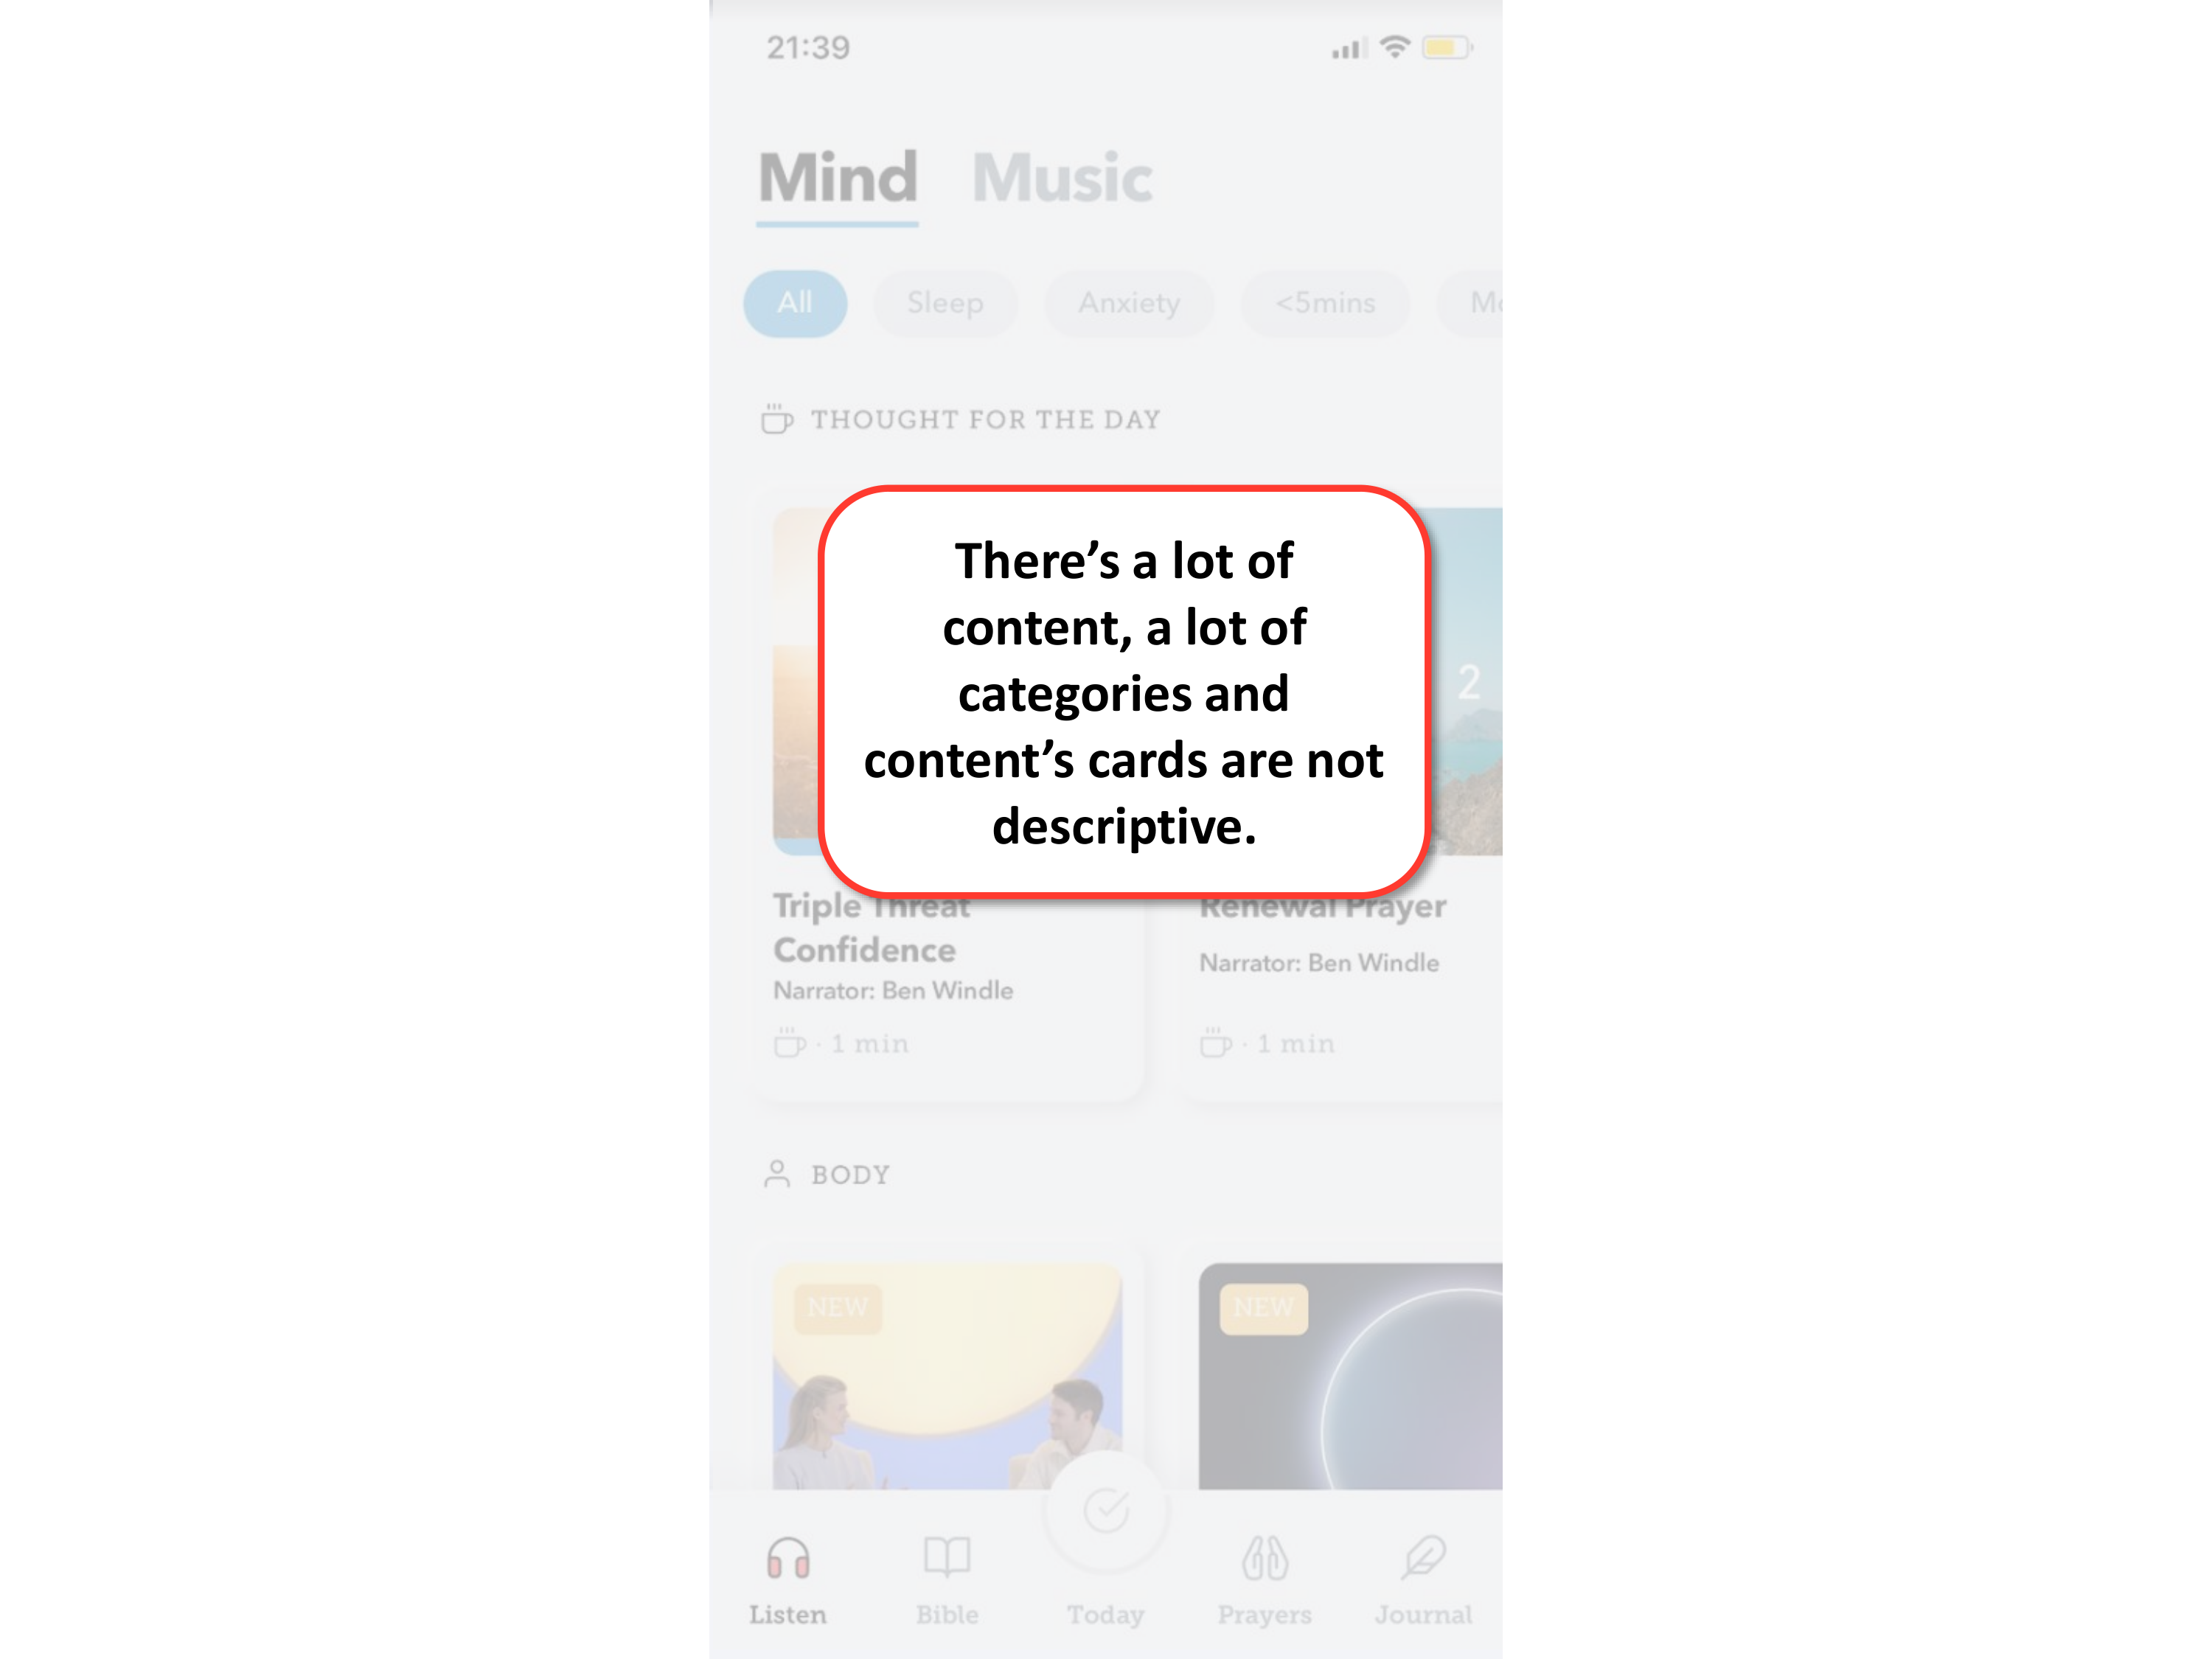 21:39
Mind Music
All Sleep Anxiety <5mins
THOUGHT FOR THE DAY
There’s a lot of
content, a lot of
categories and
content’s cards are not
descriptive.
2
Triple Threat
Confidence
Narrator: Ben Windle
· 1 min
Renewal Prayer
Narrator: Ben Windle
· 1 min
BODY
NEW
NEW
Listen Bible Today Prayers Journal